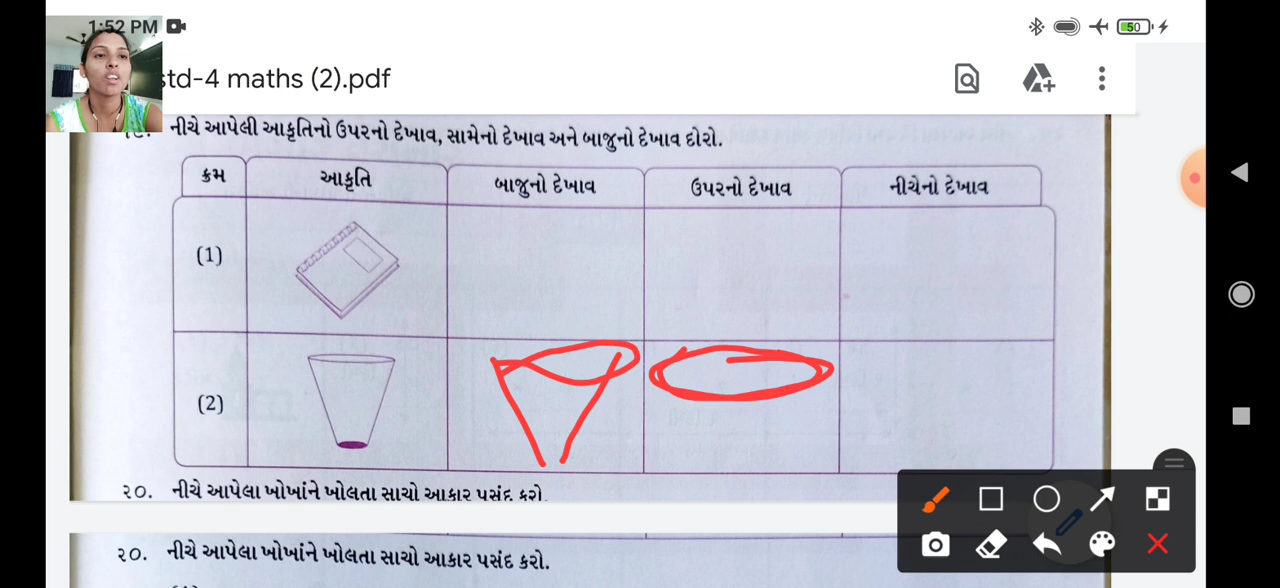 1:52 PM
50
std-4 maths (2).pdf
નીચે આપેલી આકૃતિનો ઉપરનો દેખાવ, સામેનો દેખાવ અને બાજુનો દેખાવ દોરો.
ક્રમ આકૃતિ બાજુનો દેખાવ ઉપરનો દેખાવ નીચેનો દેખાવ
(1)
(2)
૨૦. નીચે આપેલા ખોખાંને ખોલતા સાચો આકાર પસંદ કરો.
૨૦. નીચે આપેલા ખોખાંને ખોલતા સાચો આકાર પસંદ કરો.